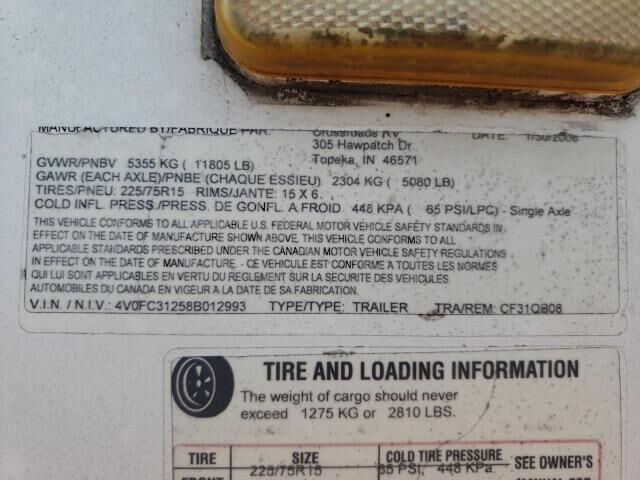 MANUFACTURED BY/FABRIQUE PAR: Crossroads RV DATE 1/30/2008
305 Hawpatch Dr
GVWR/PNBV 5355 KG ( 11805 LB) Topeka, IN 46571
GAWR (EACH AXLE)/PNBE (CHAQUE ESSIEU) 2304 KG ( 5080 LB)
TIRES/PNEU: 225/75R15 RIMS/JANTE: 15 X 6
COLD INFL. PRESS./PRESS. DE GONFL. A FROID 448 KPA ( 65 PSI/LPC) - Single Axle
THIS VEHICLE CONFORMS TO ALL APPLICABLE U.S. FEDERAL MOTOR VEHICLE SAFETY STANDARDS IN
EFFECT ON THE DATE OF MANUFACTURE SHOWN ABOVE, THIS VEHICLE CONFORMS TO ALL
APPLICABLE STANDARDS PRESCRIBED UNDER THE CANADIAN MOTOR VEHICLE SAFETY REGULATIONS
IN EFFECT ON THE DATE OF MANUFACTURE. CE VEHICULE EST CONFORME A TOUTES LES NORMES
QUI LUI SONT APPLICABLES EN VERTU DU REGLEMENT SUR LA SECURITE DES VEHICULES
AUTOMOBILES DU CANADA EN VIGEUR A LA DATE DE SA FABRICATION.
V.I.N. / N.I.V.: 4V0FC31258B012993 TYPE/TYPE: TRAILER TRA/REM: CF31QB08
TIRE AND LOADING INFORMATION
The weight of cargo should never
exceed 1275 KG or 2810 LBS.
TIRE SIZE COLD TIRE PRESSURE SEE OWNER'S
225/75R15 65 PSI, 448 KPa
FRONT MANUAL FOR